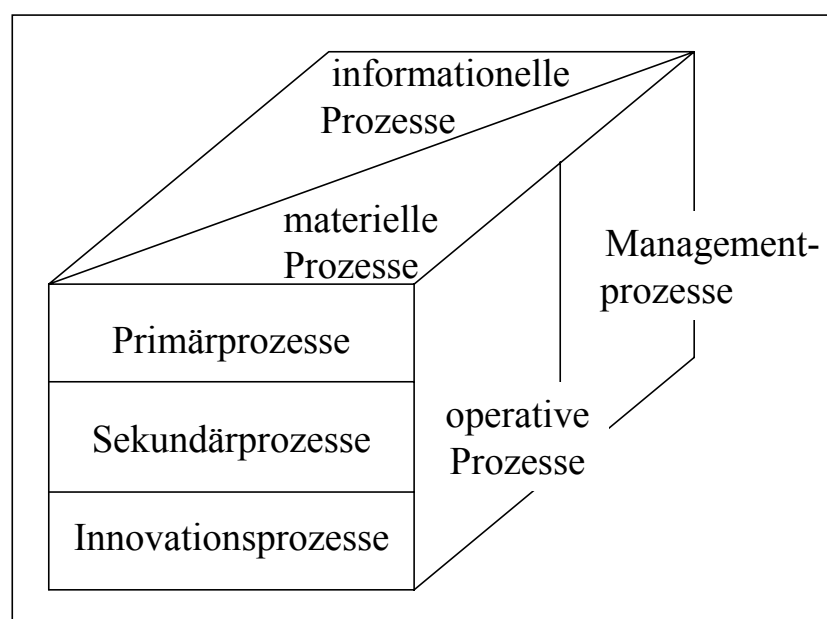 informationelle
Prozesse
materielle
Prozesse
Management-
prozesse
Primärprozesse
Sekundärprozesse
operative
Prozesse
Innovationsprozesse